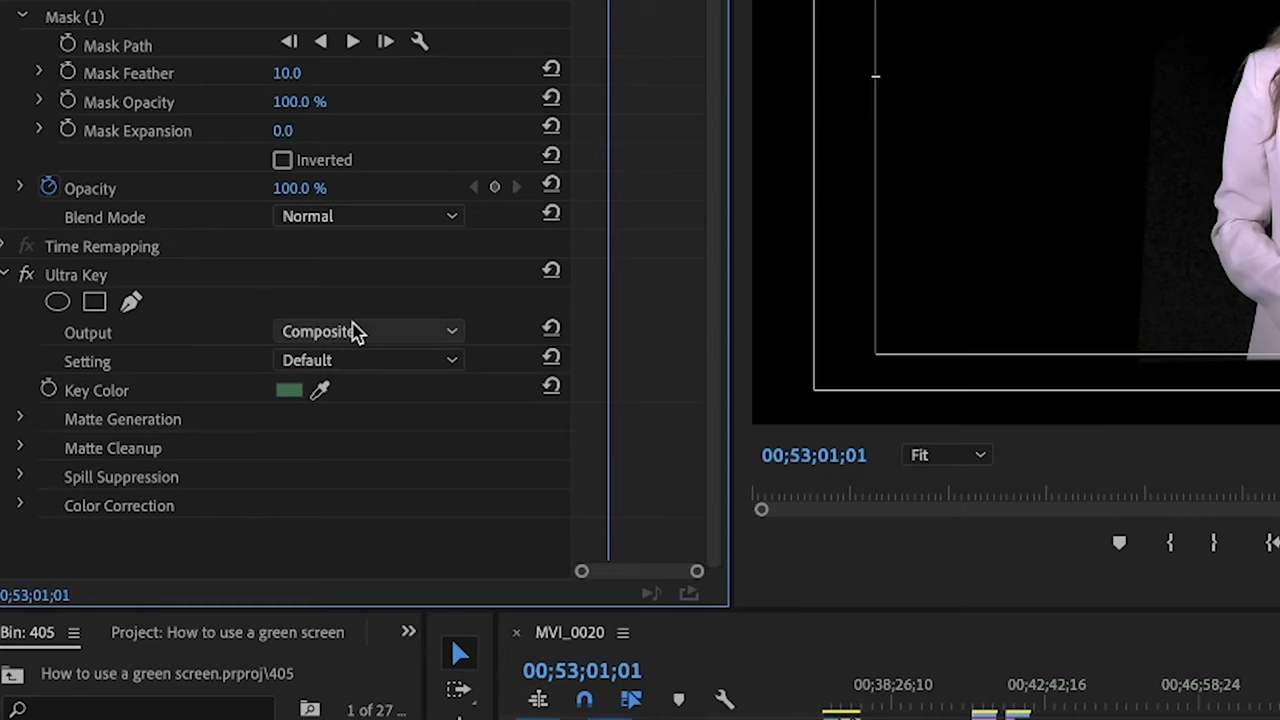 Mask (1)
Mask Path
Mask Feather 10.0
Mask Opacity 100.0 %
Mask Expansion 0.0
Inverted
Opacity 100.0 %
Blend Mode Normal
fx Time Remapping
fx Ultra Key
Output Composite
Setting Default
Key Color
Matte Generation
Matte Cleanup
Spill Suppression
Color Correction
0;53;01;01
00;53;01;01 Fit
Bin: 405 Project: How to use a green screen
How to use a green screen.prproj\405
1 of 27 ...
× MVI_0020
00;53;01;01
00;38;26;10 00;42;42;16 00;46;58;24